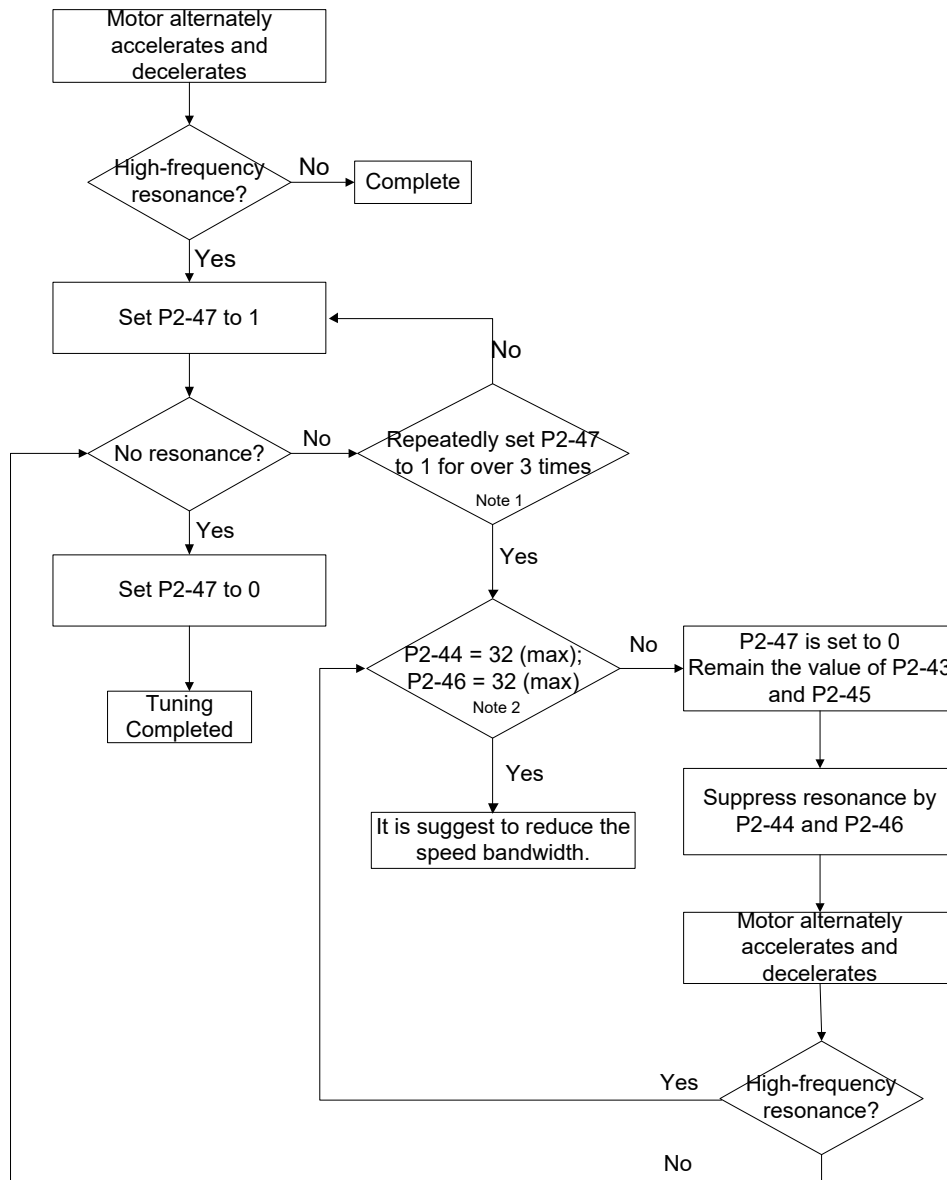 Motor alternately
accelerates and
decelerates
High-frequency
resonance?
No
Complete
Yes
Set P2-47 to 1
No
No resonance?
No
Repeatedly set P2-47
to 1 for over 3 times
Note 1
Yes
Yes
Set P2-47 to 0
P2-44 = 32 (max);
P2-46 = 32 (max)
Note 2
No
P2-47 is set to 0
Remain the value of P2-43
and P2-45
Tuning
Completed
Yes
Suppress resonance by
P2-44 and P2-46
It is suggest to reduce the
speed bandwidth.
Motor alternately
accelerates and
decelerates
Yes
High-frequency
resonance?
No